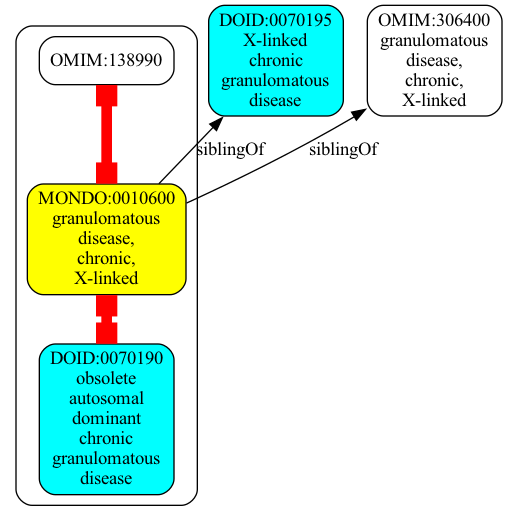 OMIM:138990
DOID:0070195
X-linked
chronic
granulomatous
disease
OMIM:306400
granulomatous
disease,
chronic,
X-linked
siblingOf
siblingOf
MONDO:0010600
granulomatous
disease,
chronic,
X-linked
DOID:0070190
obsolete
autosomal
dominant
chronic
granulomatous
disease